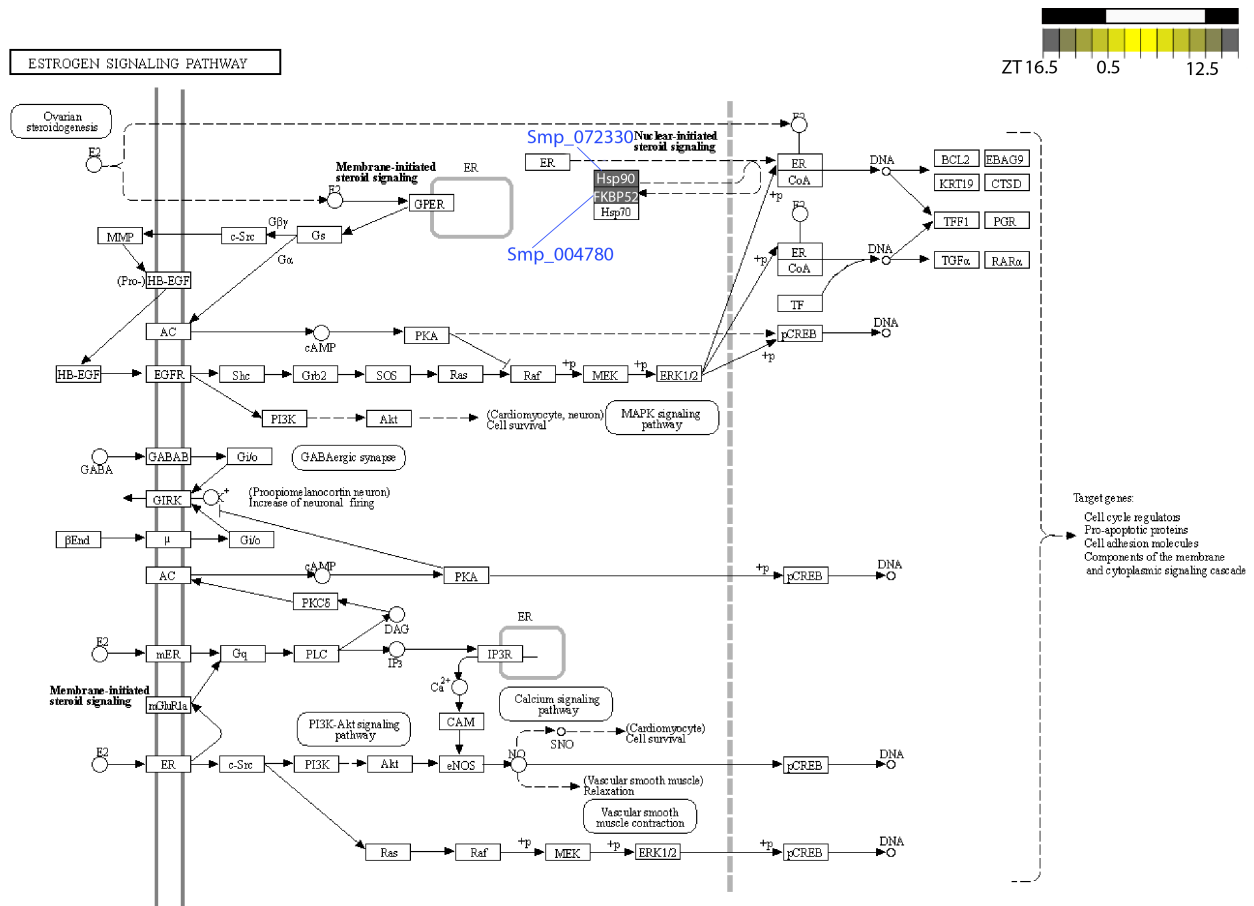 ZT 16.5 0.5 12.5
ESTROGEN SIGNALING PATHWAY
Ovarian
steroidogenesis
E2
E2
Smp_072330
Nuclear-initiated
steroid signaling
Membrane-initiated
steroid signaling
E2
ER
GPER
ER
Hsp90
FKBP52
Hsp70
Smp_004780
ER
CoA
+p
DNA
BCL2 EBAG9
KRT19 CTSD
TFF1 PGR
TGFα RARα
E2
ER
CoA
+p
DNA
TF
MMP
c-Src
Gβγ
Gs
Gα
(Pro-) HB-EGF
AC
cAMP
PKA
pCREB
DNA
+p
HB-EGF
EGFR
Shc
Grb2
SOS
Ras
Raf
+p
MEK
+p
ERK1/2
PI3K
Akt
(Cardiomyocyte, neuron)
Cell survival
MAPK signaling
pathway
GABA
GABAB
Gi/o
GABAergic synapse
GIRK
K+
(Proopiomelanocortin neuron)
Increase of neuronal firing
βEnd
μ
Gi/o
Target genes:
Cell cycle regulators
Pro-apoptotic proteins
Cell adhesion molecules
Components of the membrane
and cytoplasmic signaling cascade
AC
cAMP
PKA
+p
pCREB
DNA
PKCδ
DAG
E2
mER
Gq
PLC
IP3
ER
IP3R
Ca2+
Membrane-initiated
steroid signaling
mGluR1a
CAM
Calcium signaling
pathway
PI3K-Akt signaling
pathway
E2
ER
c-Src
PI3K
Akt
eNOS
NO
SNO
(Cardiomyocyte)
Cell survival
pCREB
DNA
(Vascular smooth muscle)
Relaxation
Vascular smooth
muscle contraction
Ras
Raf
+p
MEK
+p
ERK1/2
+p
pCREB
DNA